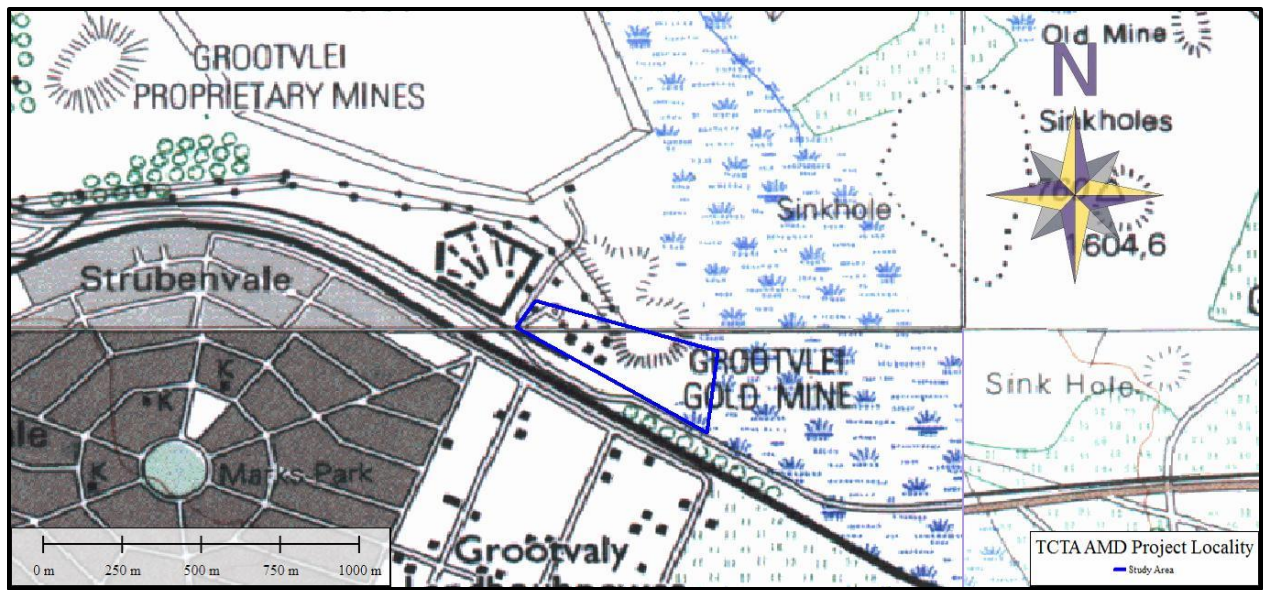 GROOTVLEI
PROPRIETARY MINES
Old Mine
N
Sinkholes
Sinkhole
1604,6
Strubenvale
GROOTVLEI
GOLD MINE
Sink Hole
K
K
K
Marks Park
Grootvaly
0 m 250 m 500 m 750 m 1000 m
TCTA AMD Project Locality
Study Area